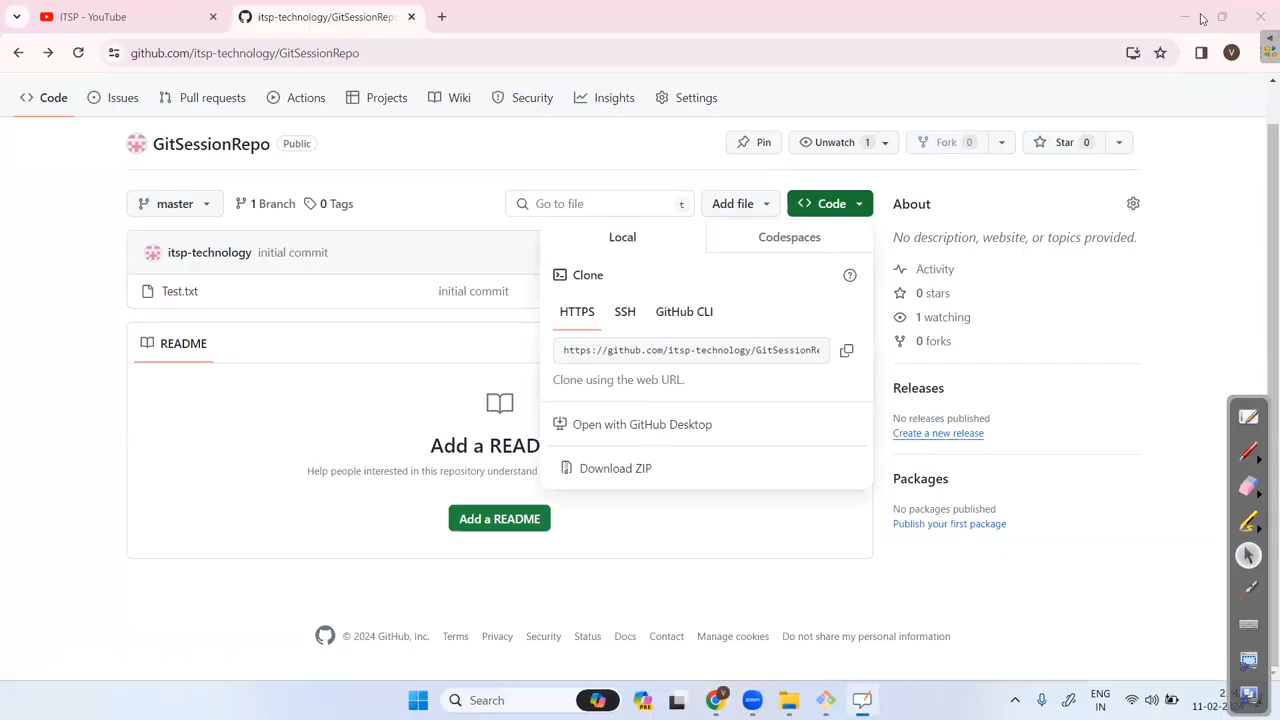 ITSP - YouTube
itsp-technology/GitSessionRepo
github.com/itsp-technology/GitSessionRepo
V
Code
Issues
Pull requests
Actions
Projects
Wiki
Security
Insights
Settings
GitSessionRepo
Public
Pin
Unwatch 1
Fork 0
Star 0
master
1 Branch
0 Tags
Go to file
t
Add file
Code
About
Local
Codespaces
No description, website, or topics provided.
itsp-technology initial commit
Clone
Activity
Test.txt
initial commit
0 stars
HTTPS
SSH
GitHub CLI
1 watching
README
https://github.com/itsp-technology/GitSessionRe
0 forks
Clone using the web URL.
Releases
No releases published
Open with GitHub Desktop
Create a new release
Add a READ
Help people interested in this repository understand
Download ZIP
Packages
No packages published
Add a README
Publish your first package
© 2024 GitHub, Inc.
Terms
Privacy
Security
Status
Docs
Contact
Manage cookies
Do not share my personal information
Search
V
zoom
ENG
IN
11-02-2024